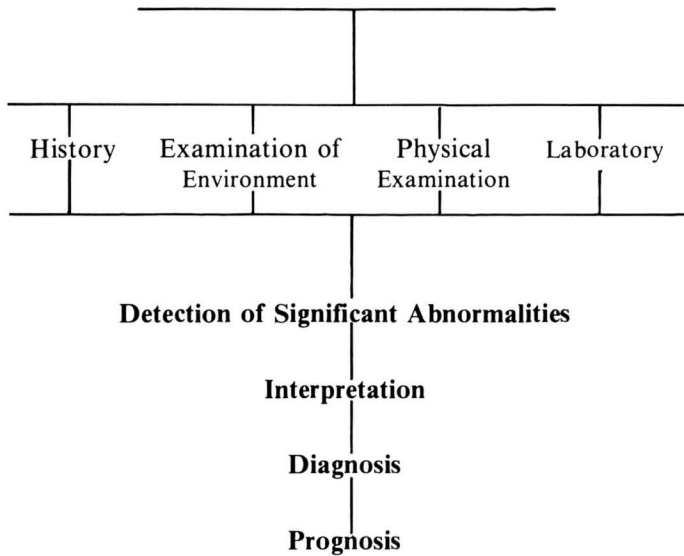 History
Examination of
Environment
Physical
Examination
Laboratory
Detection of Significant Abnormalities
Interpretation
Diagnosis
Prognosis